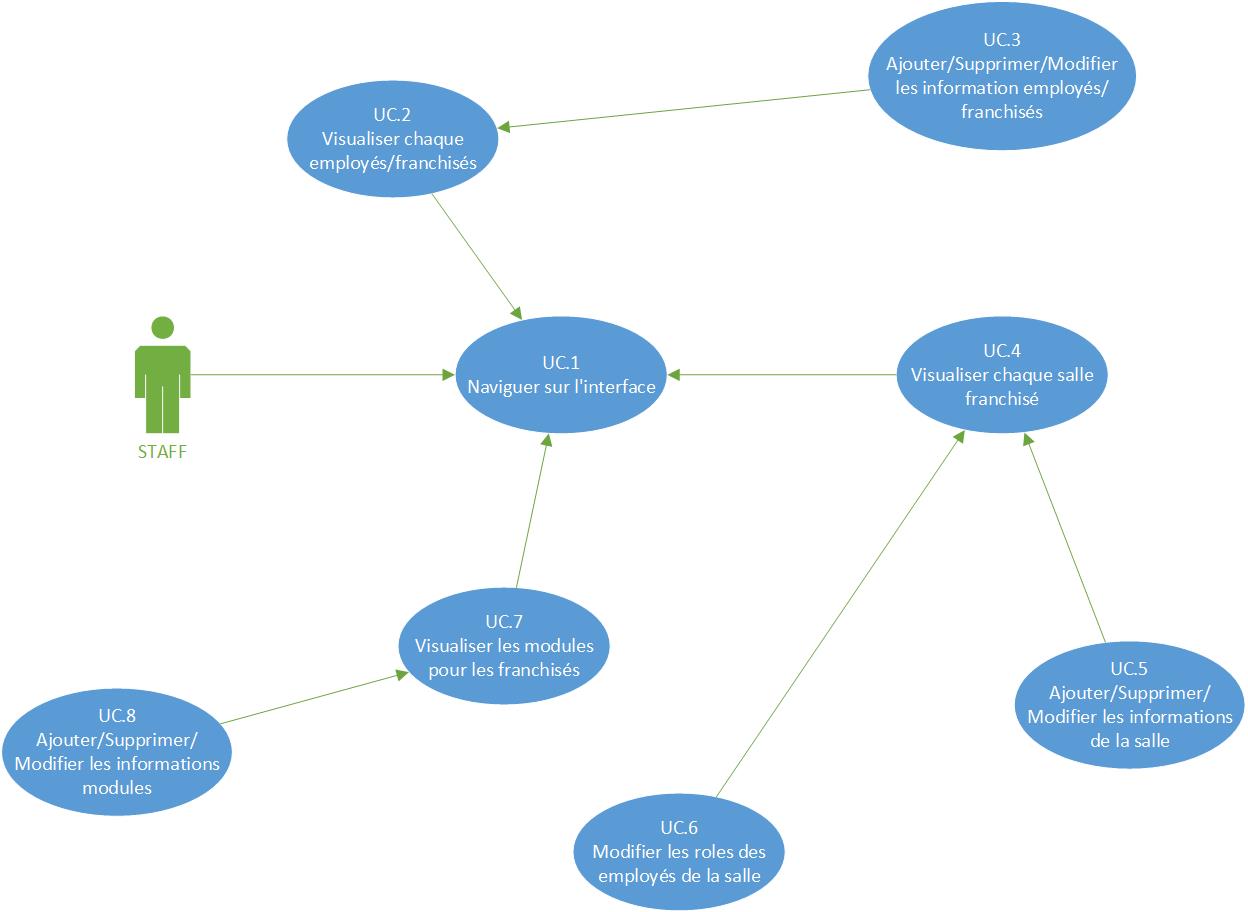 UC.3
Ajouter/Supprimer/Modifier
les information employés/
franchisés
UC.2
Visualiser chaque
employés/franchisés
UC.1
Naviguer sur l'interface
UC.4
Visualiser chaque salle
franchisé
STAFF
UC.7
Visualiser les modules
pour les franchisés
UC.5
Ajouter/Supprimer/
Modifier les informations
de la salle
UC.8
Ajouter/Supprimer/
Modifier les informations
modules
UC.6
Modifier les roles des
employés de la salle